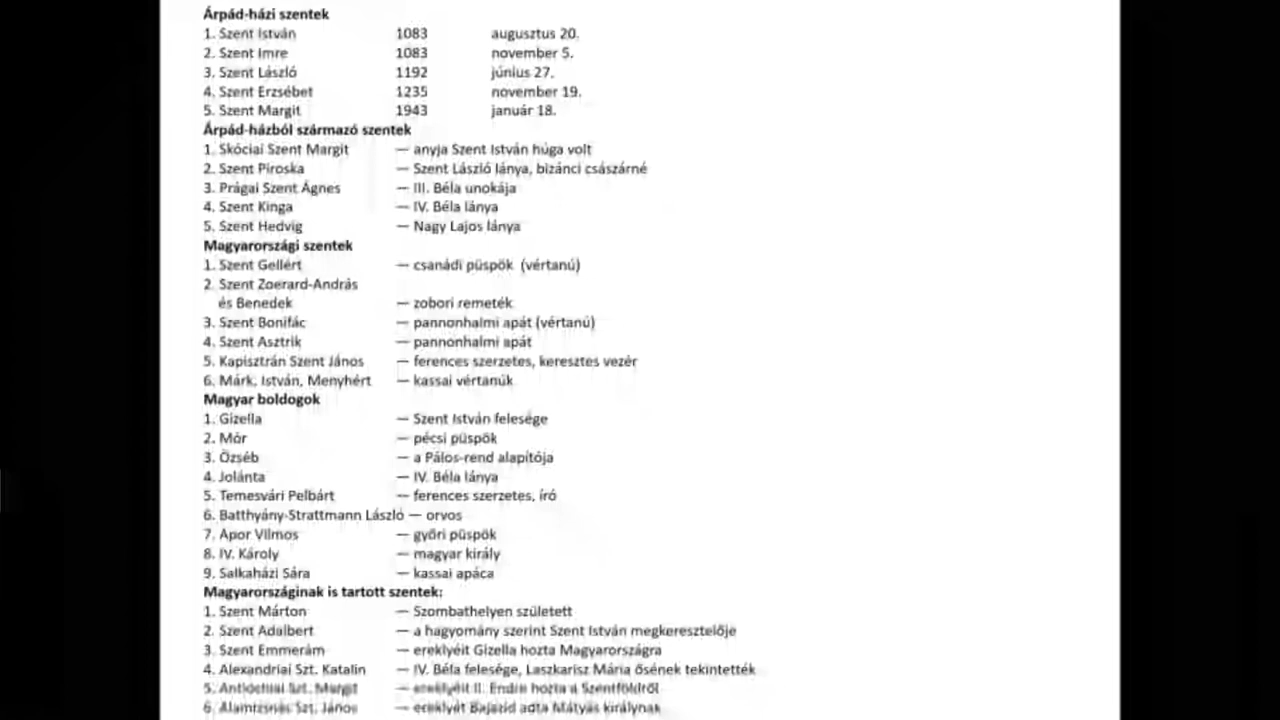 Árpád-házi szentek
1. Szent István 1083 augusztus 20.
2. Szent Imre 1083 november 5.
3. Szent László 1192 június 27.
4. Szent Erzsébet 1235 november 19.
5. Szent Margit 1943 január 18.
Árpád-házból származó szentek
1. Skóciai Szent Margit — anyja Szent István húga volt
2. Szent Piroska — Szent László lánya, bizánci császárné
3. Prágai Szent Ágnes — III. Béla unokája
4. Szent Kinga — IV. Béla lánya
5. Szent Hedvig — Nagy Lajos lánya
Magyarországi szentek
1. Szent Gellért — csanádi püspök (vértanú)
2. Szent Zoerard-András
és Benedek — zobori remeték
3. Szent Bonifác — pannonhalmi apát (vértanú)
4. Szent Asztrik — pannonhalmi apát
5. Kapisztrán Szent János — ferences szerzetes, keresztes vezér
6. Márk, István, Menyhért — kassai vértanúk
Magyar boldogok
1. Gizella — Szent István felesége
2. Mór — pécsi püspök
3. Özséb — a Pálos-rend alapítója
4. Jolánta — IV. Béla lánya
5. Temesvári Pelbárt — ferences szerzetes, író
6. Batthyány-Strattmann László — orvos
7. Apor Vilmos — győri püspök
8. IV. Károly — magyar király
9. Salkaházi Sára — kassai apáca
Magyarországinak is tartott szentek:
1. Szent Márton — Szombathelyen született
2. Szent Adalbert — a hagyomány szerint Szent István megkeresztelője
3. Szent Emmerám — ereklyéit Gizella hozta Magyarországra
4. Alexandriai Szt. Katalin — IV. Béla felesége, Laszkarisz Mária ősének tekintették
5. Antiochiai Szt. Margit — ereklyéit II. Endre hozta a Szentföldről
6. Alamizsnás Szt. János — ereklyét Bajazid adta Mátyás királynak